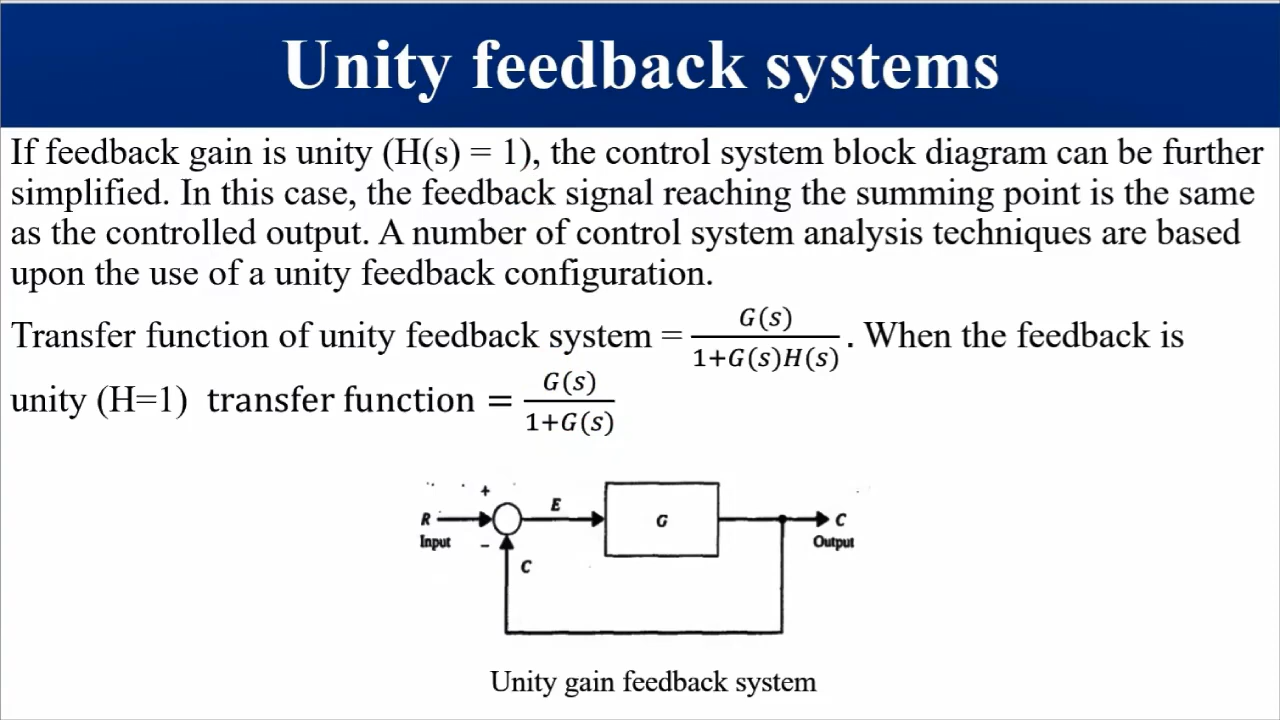 Unity feedback systems
If feedback gain is unity (H(s) = 1), the control system block diagram can be further
simplified. In this case, the feedback signal reaching the summing point is the same
as the controlled output. A number of control system analysis techniques are based
upon the use of a unity feedback configuration.
Transfer function of unity feedback system = G(s) / 1+G(s)H(s) . When the feedback is
unity (H=1) transfer function = G(s) / 1+G(s)
+
R E G C
Input − Output
C
Unity gain feedback system